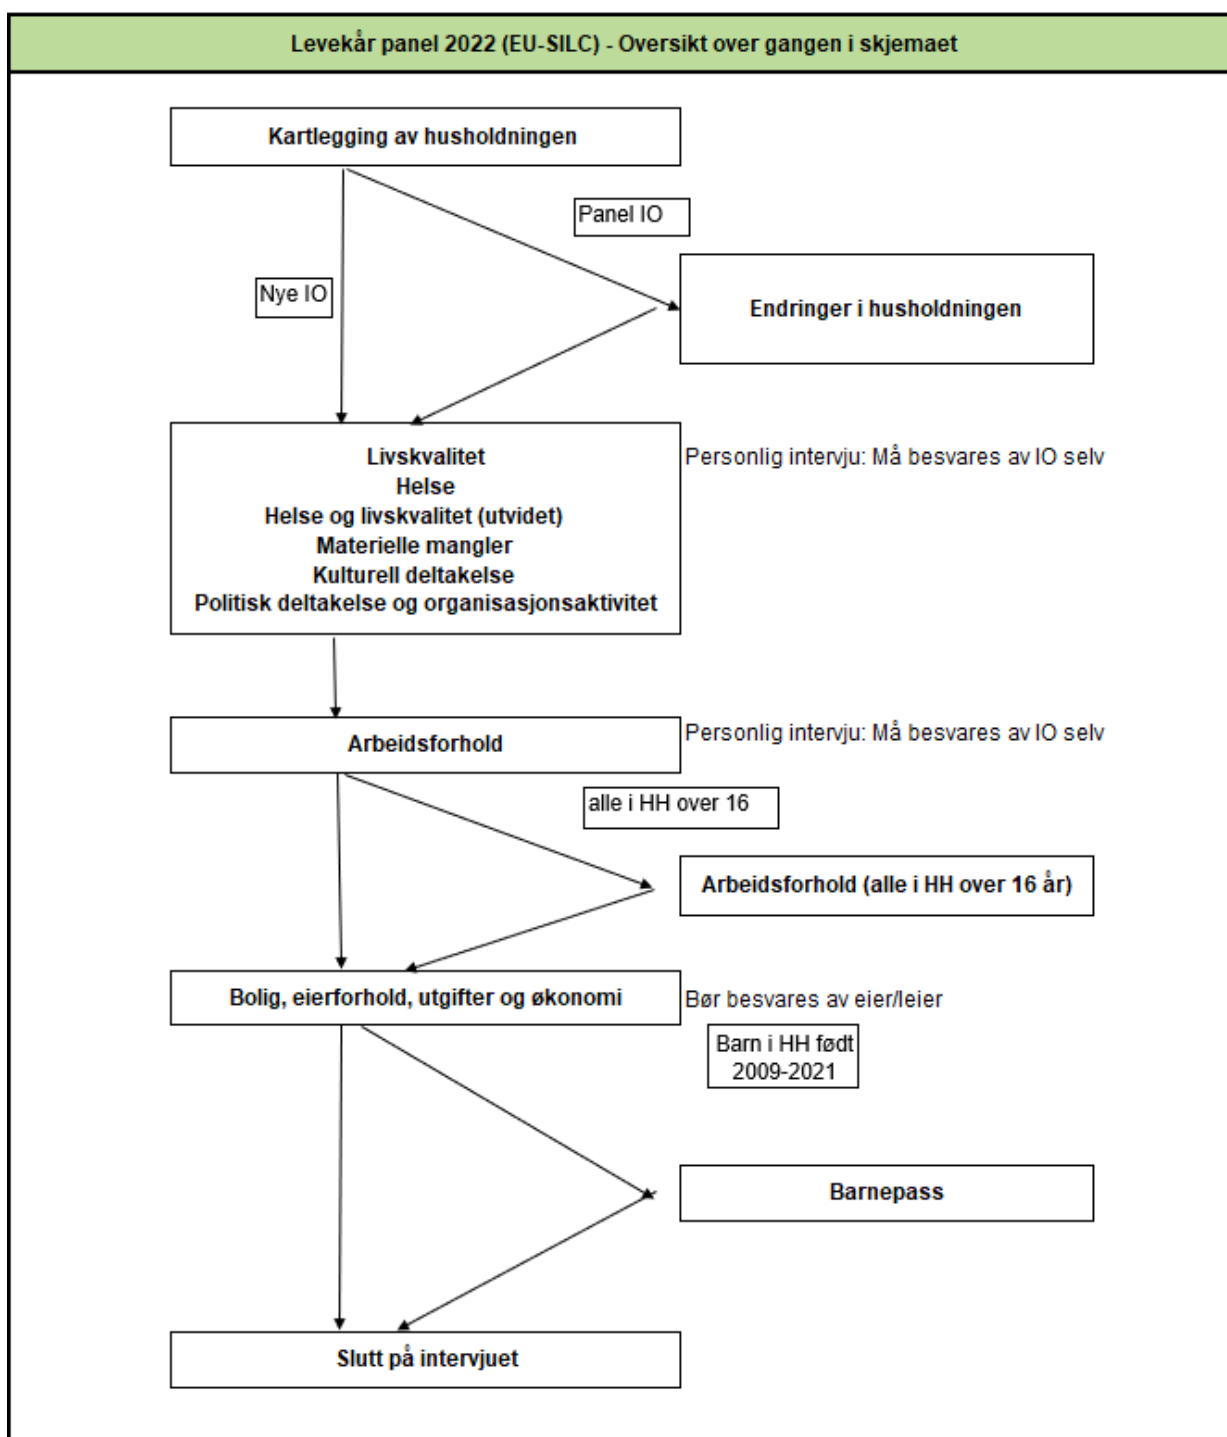 Levekår panel 2022 (EU-SILC) - Oversikt over gangen i skjemaet
Kartlegging av husholdningen
Panel IO
Nye IO
Endringer i husholdningen
Livskvalitet
Helse
Helse og livskvalitet (utvidet)
Materielle mangler
Kulturell deltakelse
Politisk deltakelse og organisasjonsaktivitet
Personlig intervju: Må besvares av IO selv
Arbeidsforhold
Personlig intervju: Må besvares av IO selv
alle i HH over 16
Arbeidsforhold (alle i HH over 16 år)
Bolig, eierforhold, utgifter og økonomi
Bør besvares av eier/leier
Barn i HH født
2009-2021
Barnepass
Slutt på intervjuet